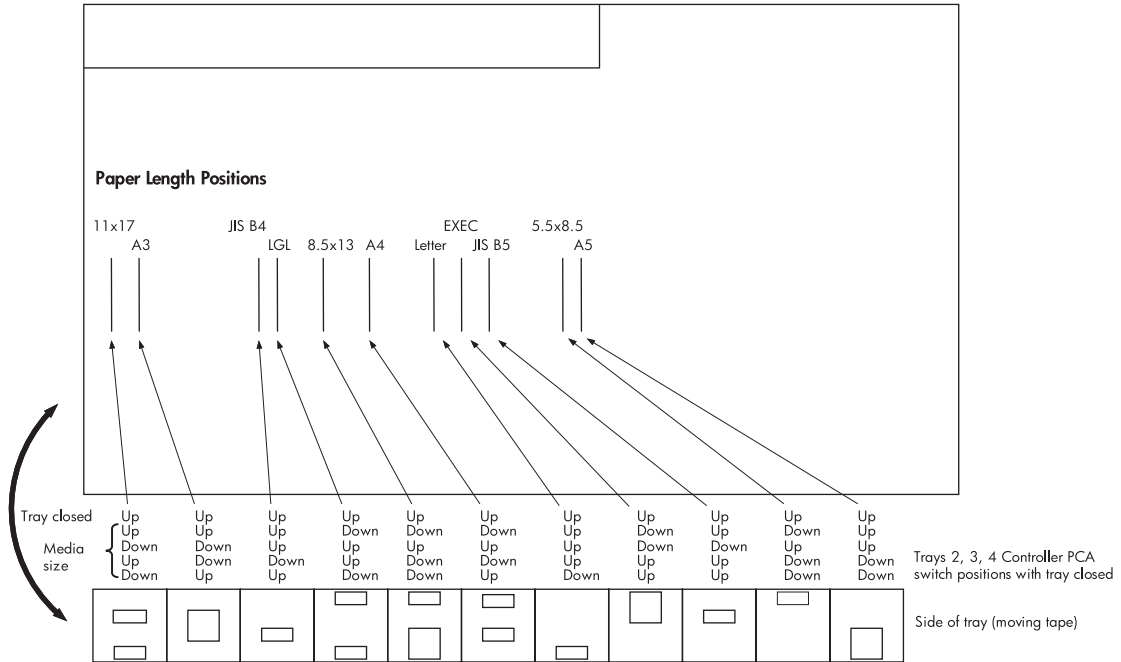 Paper Length Positions
11x17 JIS B4 EXEC 5.5x8.5
A3 LGL 8.5x13 A4 Letter JIS B5 A5
Tray closed Up Up Up Up Up Up Up Up Up Up Up
Up Up Up Down Down Down Up Down Up Down Up
Media size
Down Down Up Up Up Up Up Down Down Up Up
Up Down Down Up Down Down Up Up Up Down Down
Down Up Up Down Down Up Down Up Up Down Down
Trays 2, 3, 4 Controller PCA
switch positions with tray closed
Side of tray (moving tape)